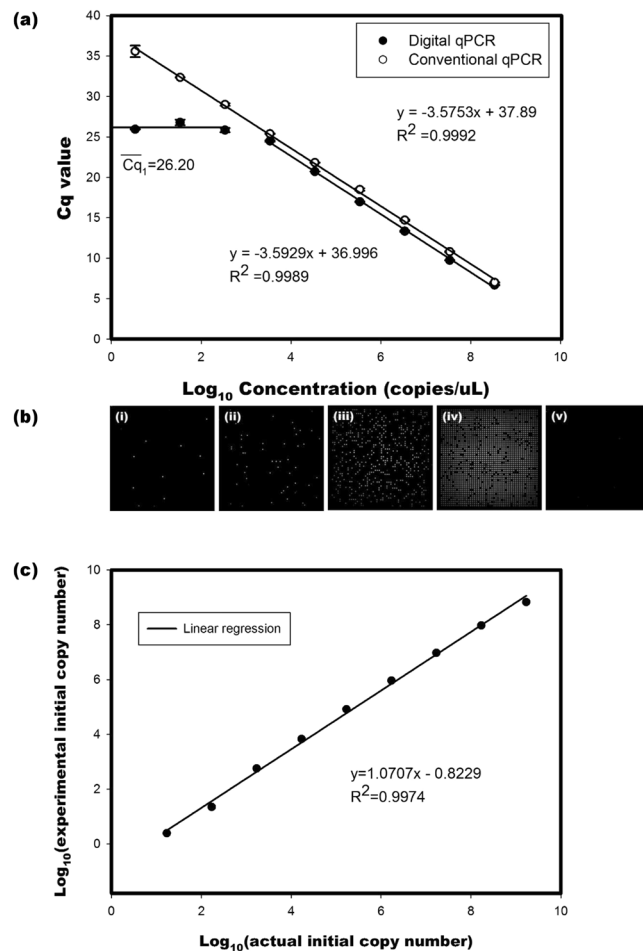 (a)
40
35
30
25
20
15
10
5
0
Cq value
Digital qPCR
Conventional qPCR
y = -3.5753x + 37.89
R2 = 0.9992
Cq1=26.20
y = -3.5929x + 36.996
R2 = 0.9989
0 2 4 6 8 10
Log10 Concentration (copies/uL)
(b)
(i) (ii) (iii) (iv) (v)
(c)
10
8
6
4
2
0
Log10(experimental initial copy number)
Linear regression
y=1.0707x - 0.8229
R2=0.9974
0 2 4 6 8 10
Log10(actual initial copy number)